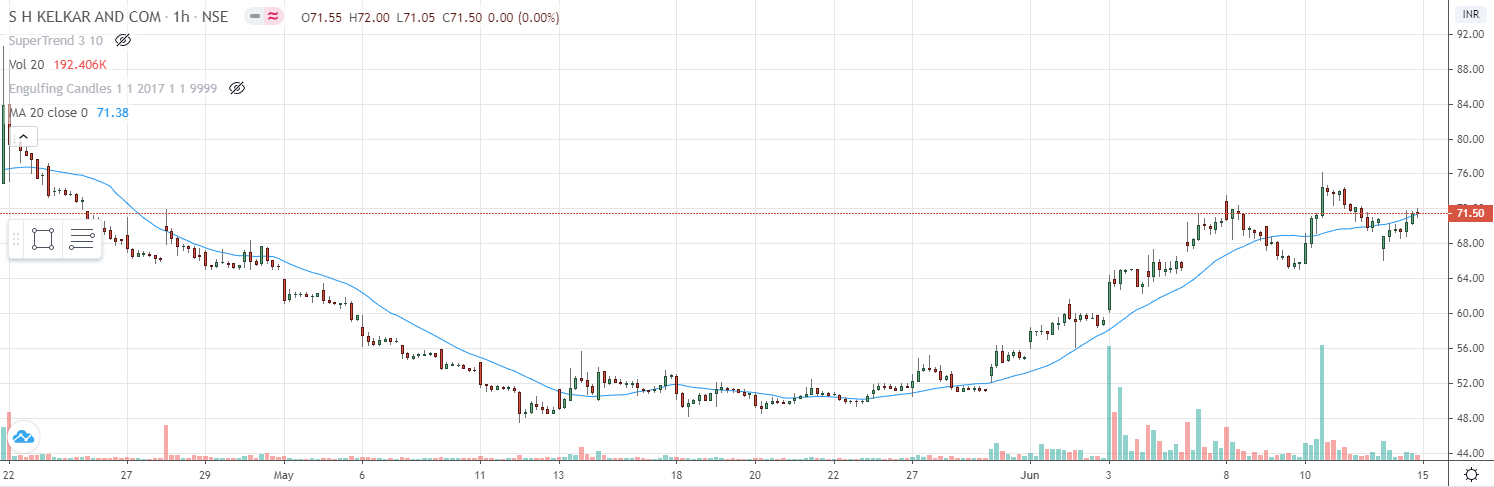 S H KELKAR AND COM · 1h · NSE O71.55 H72.00 L71.05 C71.50 0.00 (0.00%)
INR
SuperTrend 3 10
92.00
Vol 20 192.406K
88.00
Engulfing Candles 1 1 2017 1 1 9999
84.00
MA 20 close 0 71.38
80.00
76.00
71.50
68.00
64.00
60.00
56.00
52.00
48.00
44.00
22 27 29 May 6 11 13 18 20 22 27 Jun 3 8 10 15